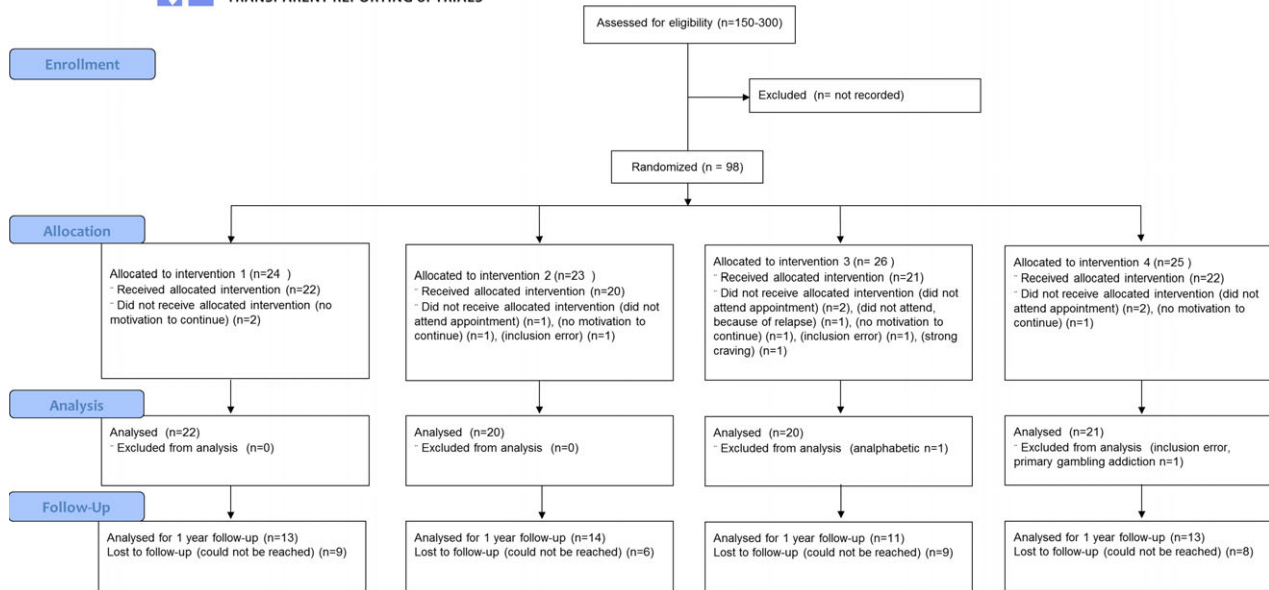 TRANSPARENT REPORTING of TRIALS
Assessed for eligibility (n=150-300)
Enrollment
Excluded (n= not recorded)
Randomized (n = 98)
Allocation
Allocated to intervention 1 (n=24 )
¨ Received allocated intervention (n=22)
¨ Did not receive allocated intervention (no
motivation to continue) (n=2)
Allocated to intervention 2 (n=23 )
¨ Received allocated intervention (n=20)
¨ Did not receive allocated intervention (did not
attend appointment) (n=1), (no motivation to
continue) (n=1), (inclusion error) (n=1)
Allocated to intervention 3 (n= 26)
¨ Received allocated intervention (n=21)
¨ Did not receive allocated intervention (did not
attend appointment) (n=2), (did not attend,
because of relapse) (n=1), (no motivation to
continue) (n=1), (inclusion error) (n=1), (strong
craving) (n=1)
Allocated to intervention 4 (n=25)
¨ Received allocated intervention (n=22)
¨ Did not receive allocated intervention (did not
attend appointment) (n=2), (no motivation to
continue) (n=1)
Analysis
Analysed (n=22)
¨ Excluded from analysis (n=0)
Analysed (n=20)
¨ Excluded from analysis (n=0)
Analysed (n=20)
¨ Excluded from analysis (analphabetic n=1)
Analysed (n=21)
¨ Excluded from analysis (inclusion error,
primary gambling addiction n=1)
Follow-Up
Analysed for 1 year follow-up (n=13)
Lost to follow-up (could not be reached) (n=9)
Analysed for 1 year follow-up (n=14)
Lost to follow-up (could not be reached) (n=6)
Analysed for 1 year follow-up (n=11)
Lost to follow-up (could not be reached) (n=9)
Analysed for 1 year follow-up (n=13)
Lost to follow-up (could not be reached) (n=8)